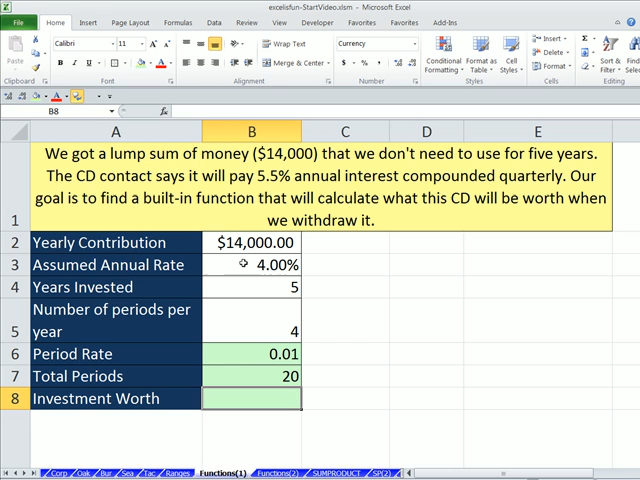 excelisfun-StartVideo.xlsm - Microsoft Excel
File Home Insert Page Layout Formulas Data View Developer Favorites Favorites Add-Ins
Paste Calibri 11 Wrap Text Currency Conditional Formatting Format as Table Cell Styles Insert Delete Format Sort & Filter
B I U Merge & Center $ % ,
Clipboard Font Alignment Number Styles Cells
B8 fx
A B C D E
1 We got a lump sum of money ($14,000) that we don't need to use for five years.
The CD contact says it will pay 5.5% annual interest compounded quarterly. Our
goal is to find a built-in function that will calculate what this CD will be worth when
we withdraw it.
2 Yearly Contribution $14,000.00
3 Assumed Annual Rate 4.00%
4 Years Invested 5
5 Number of periods per
year 4
6 Period Rate 0.01
7 Total Periods 20
8 Investment Worth
Corp Oak Bur Sea Tac Ranges Functions(1) Functions(2) SUMPRODUCT SP(2)